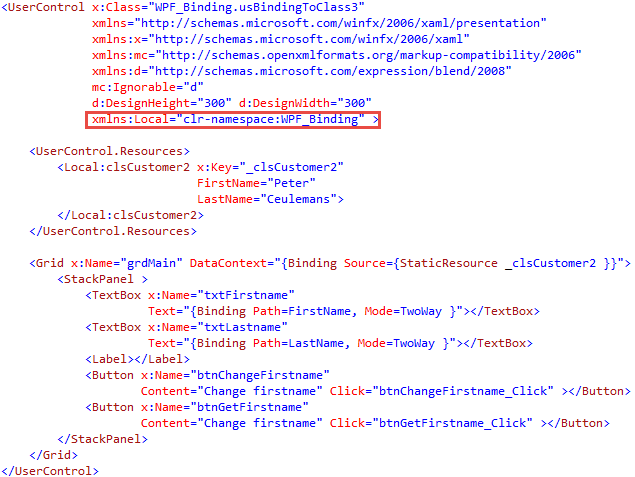 <UserControl x:Class="WPF_Binding.usBindingToClass3"
xmlns="http://schemas.microsoft.com/winfx/2006/xaml/presentation"
xmlns:x="http://schemas.microsoft.com/winfx/2006/xaml"
xmlns:mc="http://schemas.openxmlformats.org/markup-compatibility/2006"
xmlns:d="http://schemas.microsoft.com/expression/blend/2008"
mc:Ignorable="d"
d:DesignHeight="300" d:DesignWidth="300"
xmlns:Local="clr-namespace:WPF_Binding" >
<UserControl.Resources>
<Local:clsCustomer2 x:Key="_clsCustomer2"
FirstName="Peter"
LastName="Ceulemans">
</Local:clsCustomer2>
</UserControl.Resources>
<Grid x:Name="grdMain" DataContext="{Binding Source={StaticResource _clsCustomer2 }}">
<StackPanel >
<TextBox x:Name="txtFirstname"
Text="{Binding Path=FirstName, Mode=TwoWay }"></TextBox>
<TextBox x:Name="txtLastname"
Text="{Binding Path=LastName, Mode=TwoWay }"></TextBox>
<Label></Label>
<Button x:Name="btnChangeFirstname"
Content="Change firstname" Click="btnChangeFirstname_Click" ></Button>
<Button x:Name="btnGetFirstname"
Content="Change firstname" Click="btnGetFirstname_Click" ></Button>
</StackPanel>
</Grid>
</UserControl>